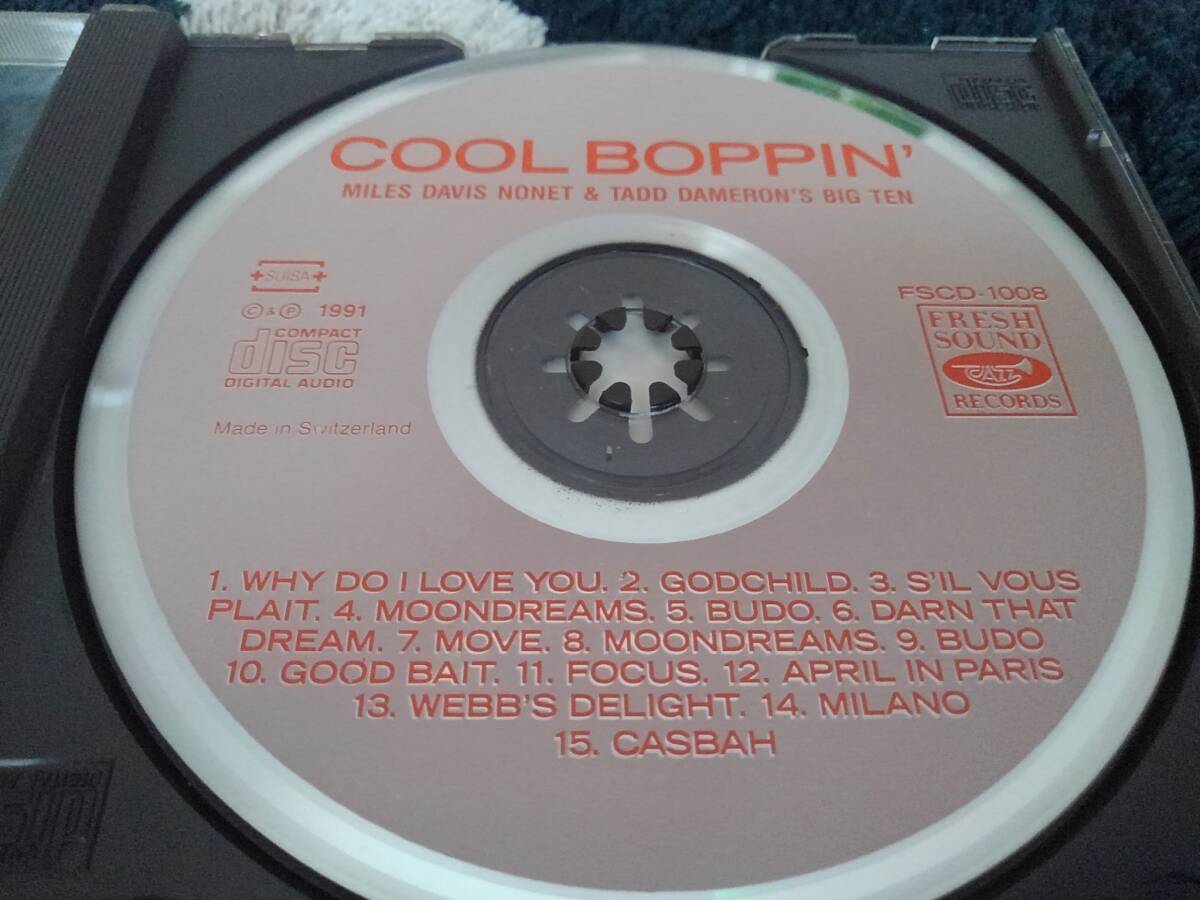 COOL BOPPIN'
MILES DAVIS NONET & TADD DAMERON'S BIG TEN
SUISA
© & ℗ 1991
COMPACT
disc
DIGITAL AUDIO
Made in Switzerland
FSCD-1008
FRESH
SOUND
JAZZ
RECORDS
1. WHY DO I LOVE YOU. 2. GODCHILD. 3. S'IL VOUS
PLAIT. 4. MOONDREAMS. 5. BUDO. 6. DARN THAT
DREAM. 7. MOVE. 8. MOONDREAMS. 9. BUDO
10. GOOD BAIT. 11. FOCUS. 12. APRIL IN PARIS
13. WEBB'S DELIGHT. 14. MILANO
15. CASBAH
disc